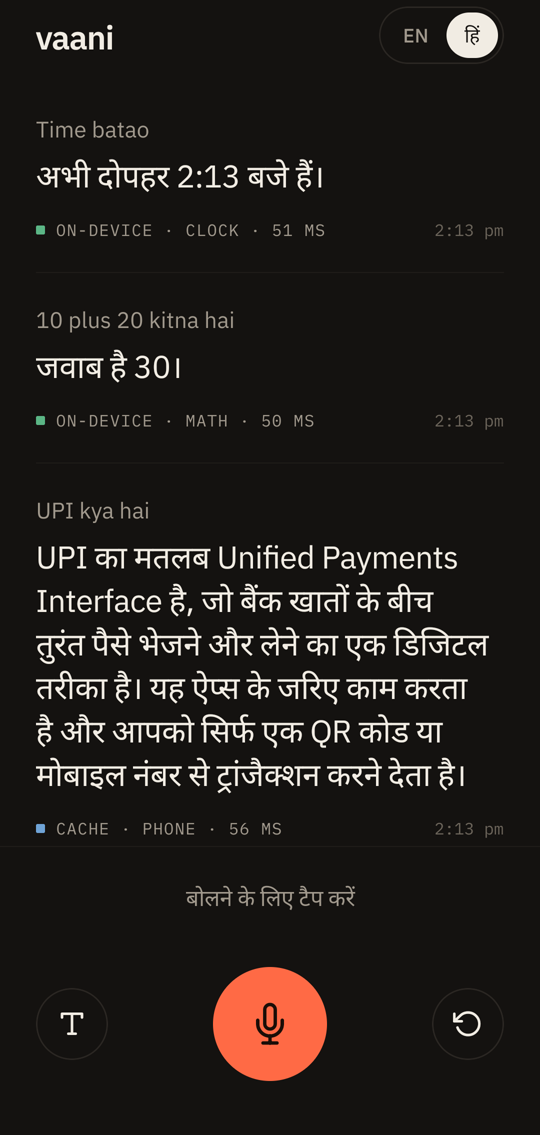 vaani
EN हिं
Time batao
अभी दोपहर 2:13 बजे हैं।
ON-DEVICE · CLOCK · 51 MS 2:13 pm
10 plus 20 kitna hai
जवाब है 30।
ON-DEVICE · MATH · 50 MS 2:13 pm
UPI kya hai
UPI का मतलब Unified Payments
Interface है, जो बैंक खातों के बीच
तुरंत पैसे भेजने और लेने का एक डिजिटल
तरीका है। यह ऐप्स के जरिए काम करता
है और आपको सिर्फ एक QR कोड या
मोबाइल नंबर से ट्रांजैक्शन करने देता है।
CACHE · PHONE · 56 MS 2:13 pm
बोलने के लिए टैप करें
T